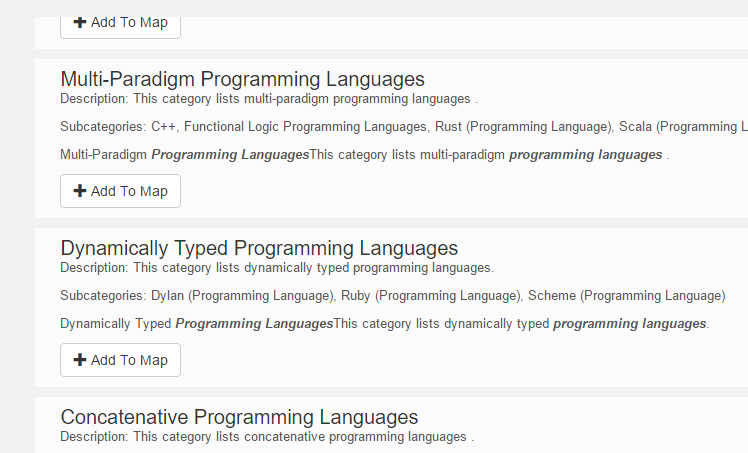 Add To Map
Multi-Paradigm Programming Languages
Description: This category lists multi-paradigm programming languages .
Subcategories: C++, Functional Logic Programming Languages, Rust (Programming Language), Scala (Programming L
Multi-Paradigm Programming LanguagesThis category lists multi-paradigm programming languages .
Add To Map
Dynamically Typed Programming Languages
Description: This category lists dynamically typed programming languages.
Subcategories: Dylan (Programming Language), Ruby (Programming Language), Scheme (Programming Language)
Dynamically Typed Programming LanguagesThis category lists dynamically typed programming languages.
Add To Map
Concatenative Programming Languages
Description: This category lists concatenative programming languages .